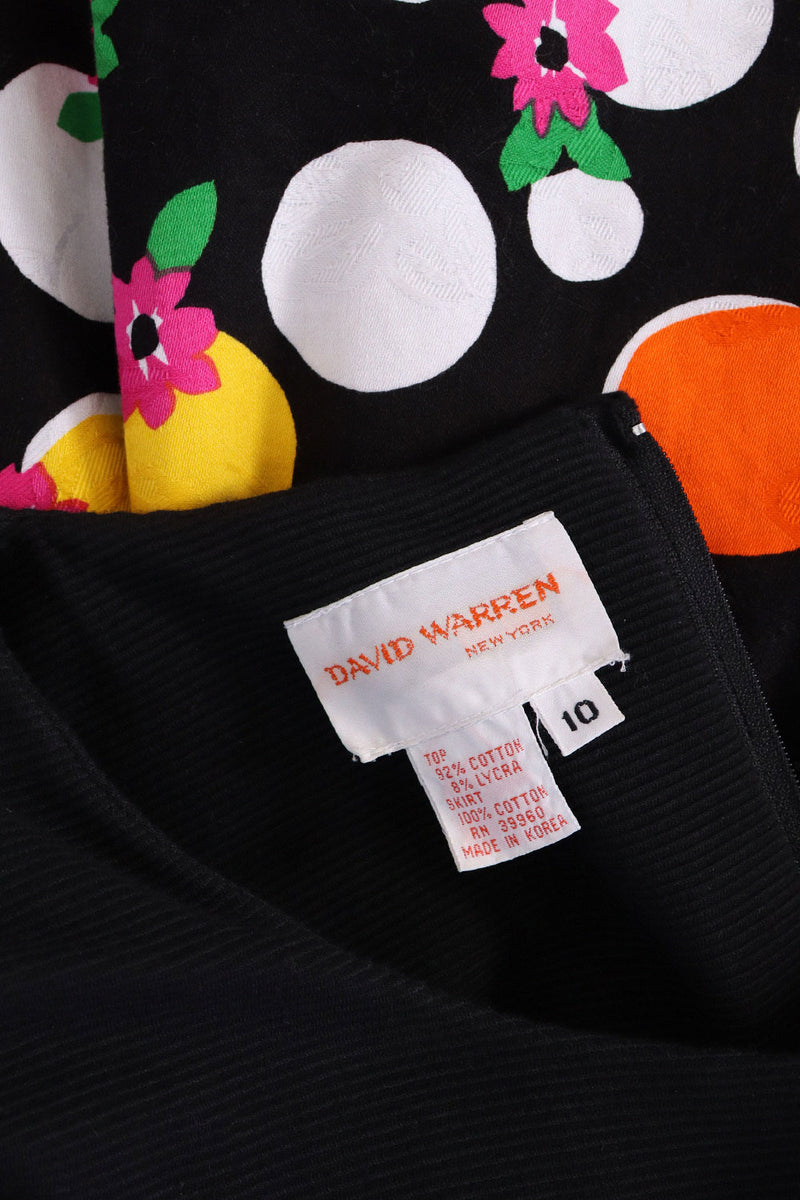 DAVID WARREN
NEW YORK
10
TOP
92% COTTON
8% LYCRA
SKIRT
100% COTTON
RN 39960
MADE IN KOREA